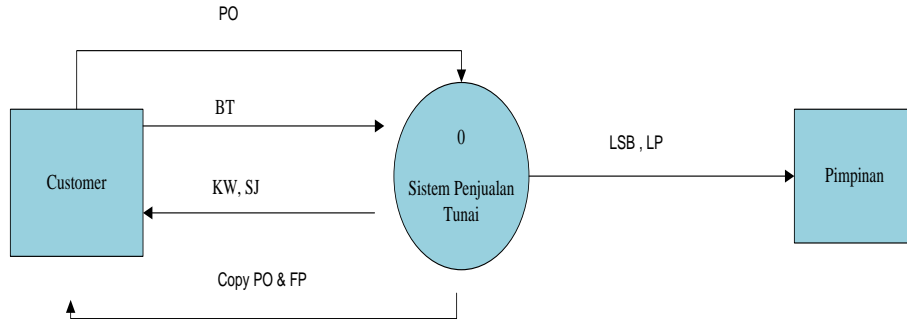 PO
BT
0
LSB , LP
Customer
KW, SJ
Sistem Penjualan
Tunai
Pimpinan
Copy PO & FP